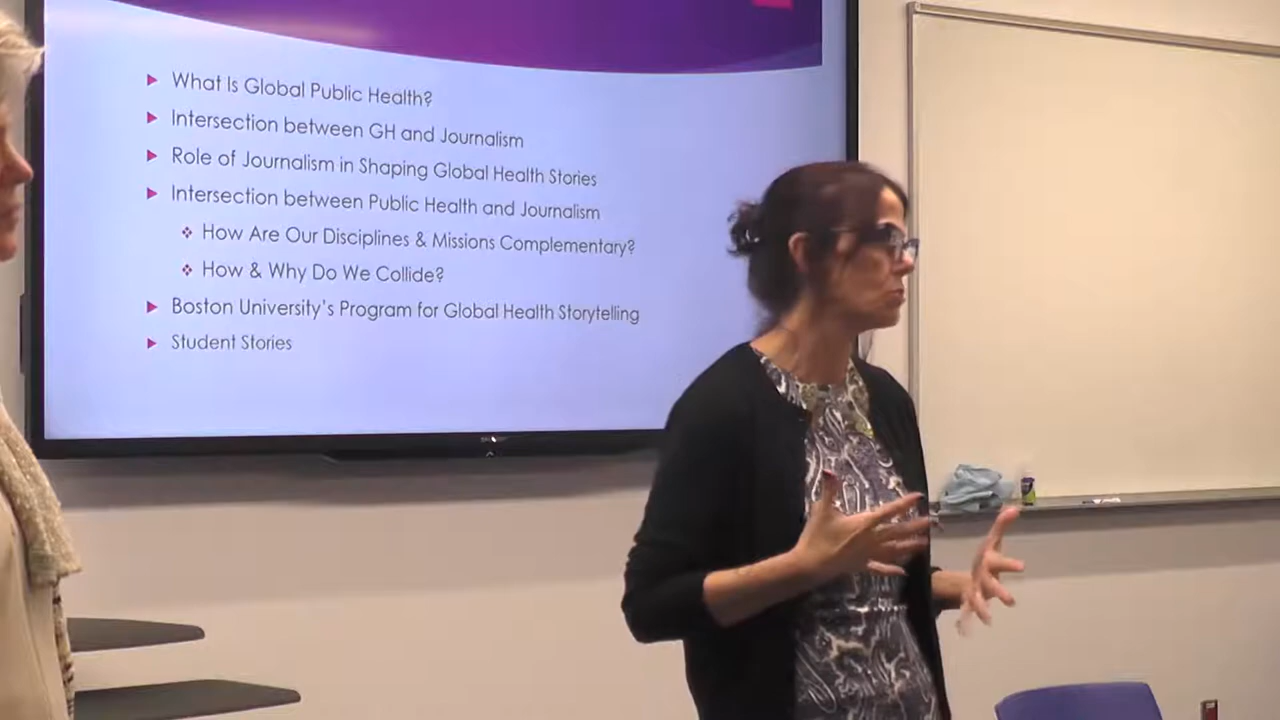 What Is Global Public Health?
Intersection between GH and Journalism
Role of Journalism in Shaping Global Health Stories
Intersection between Public Health and Journalism
How Are Our Disciplines & Missions Complementary?
How & Why Do We Collide?
Boston University's Program for Global Health Storytelling
Student Stories